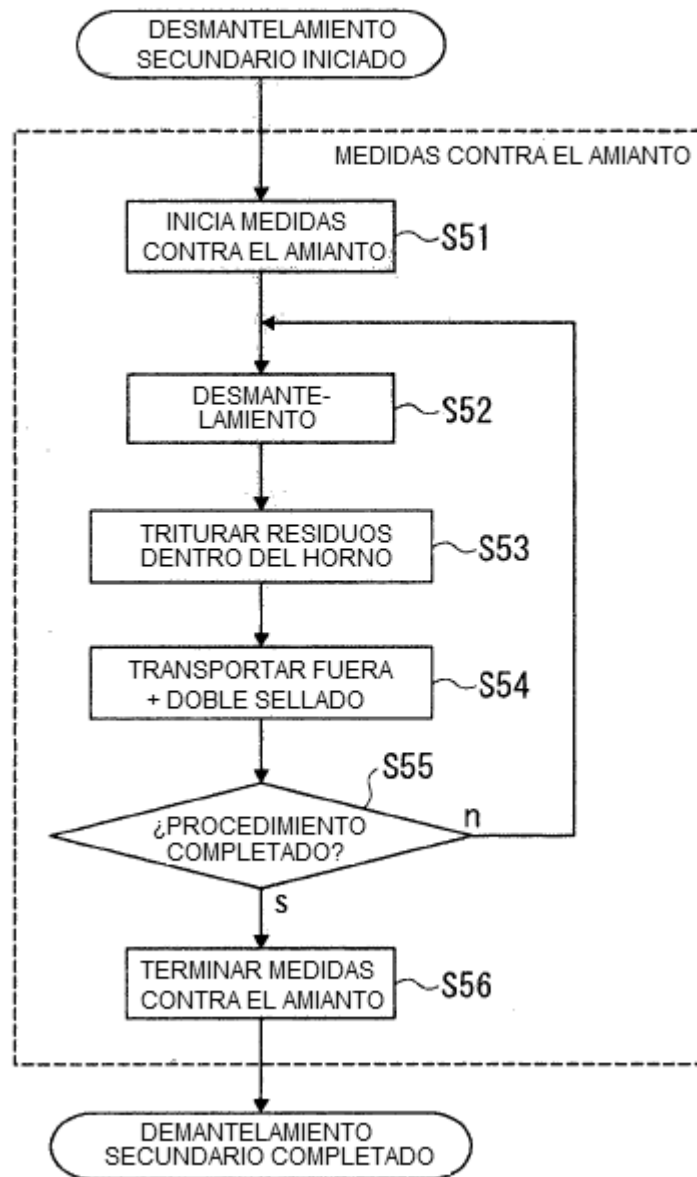 DESMANTELAMIENTO
SECUNDARIO INICIADO
MEDIDAS CONTRA EL AMIANTO
INICIA MEDIDAS
CONTRA EL AMIANTO
S51
DESMANTE-
LAMIENTO
S52
TRITURAR RESIDUOS
DENTRO DEL HORNO
S53
TRANSPORTAR FUERA
+ DOBLE SELLADO
S54
S55
¿PROCEDIMIENTO
COMPLETADO?
n
s
TERMINAR MEDIDAS
CONTRA EL AMIANTO
S56
DEMANTELAMIENTO
SECUNDARIO COMPLETADO